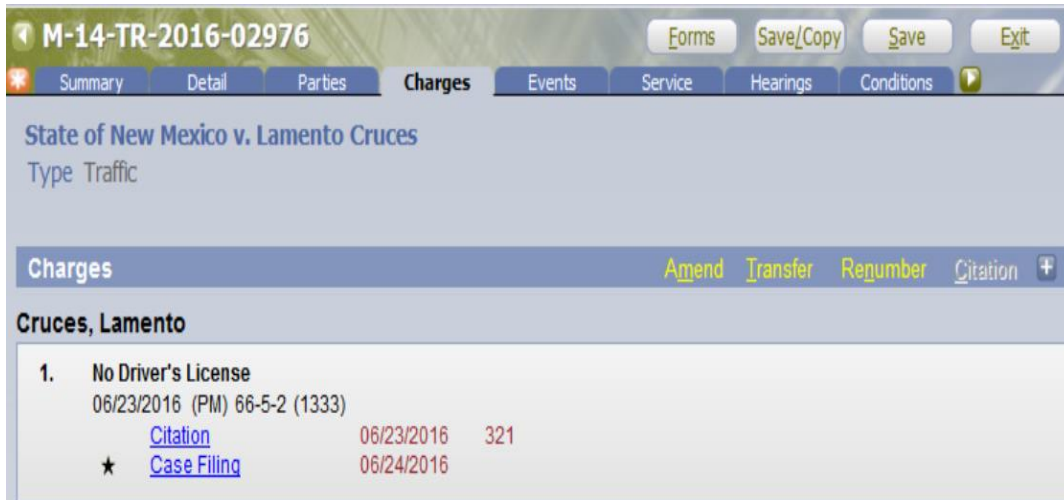 M-14-TR-2016-02976 Forms Save/Copy Save Exit
Summary Detail Parties Charges Events Service Hearings Conditions
State of New Mexico v. Lamento Cruces
Type Traffic
Charges Amend Transfer Renumber Citation
Cruces, Lamento
1. No Driver's License
06/23/2016 (PM) 66-5-2 (1333)
Citation 06/23/2016 321
★ Case Filing 06/24/2016